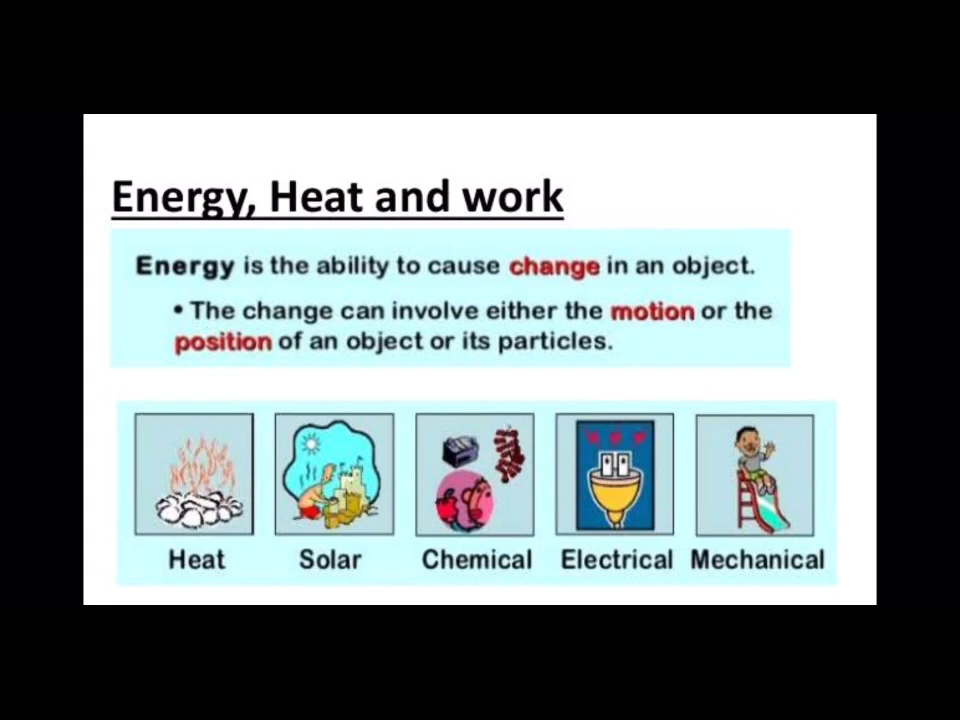 Energy, Heat and work
Energy is the ability to cause change in an object.
• The change can involve either the motion or the
position of an object or its particles.
Heat Solar Chemical Electrical Mechanical